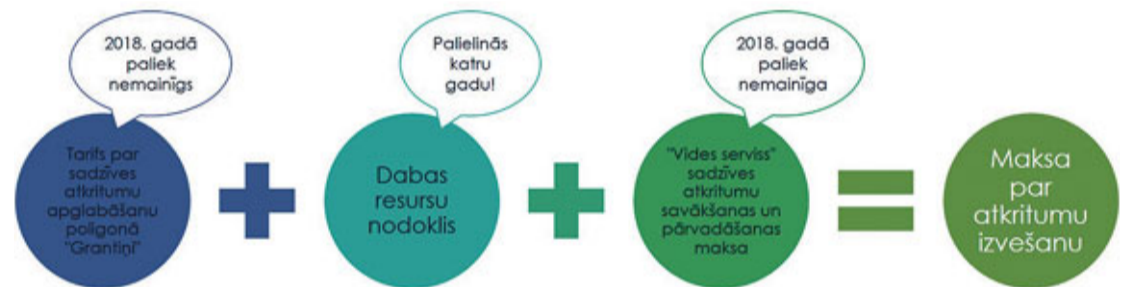 2018. gadā
paliek
nemainīgs
Tarifs par
sadzīves
atkritumu
apglabāšanu
poligonā
"Grantiņi"
+
Palielinās
katru
gadu!
Dabas
resursu
nodoklis
+
2018. gadā
paliek
nemainīga
"Vides serviss"
sadzīves
atkritumu
savākšanas un
pārvadāšanas
maksa
=
Maksa
par
atkritumu
izvešanu